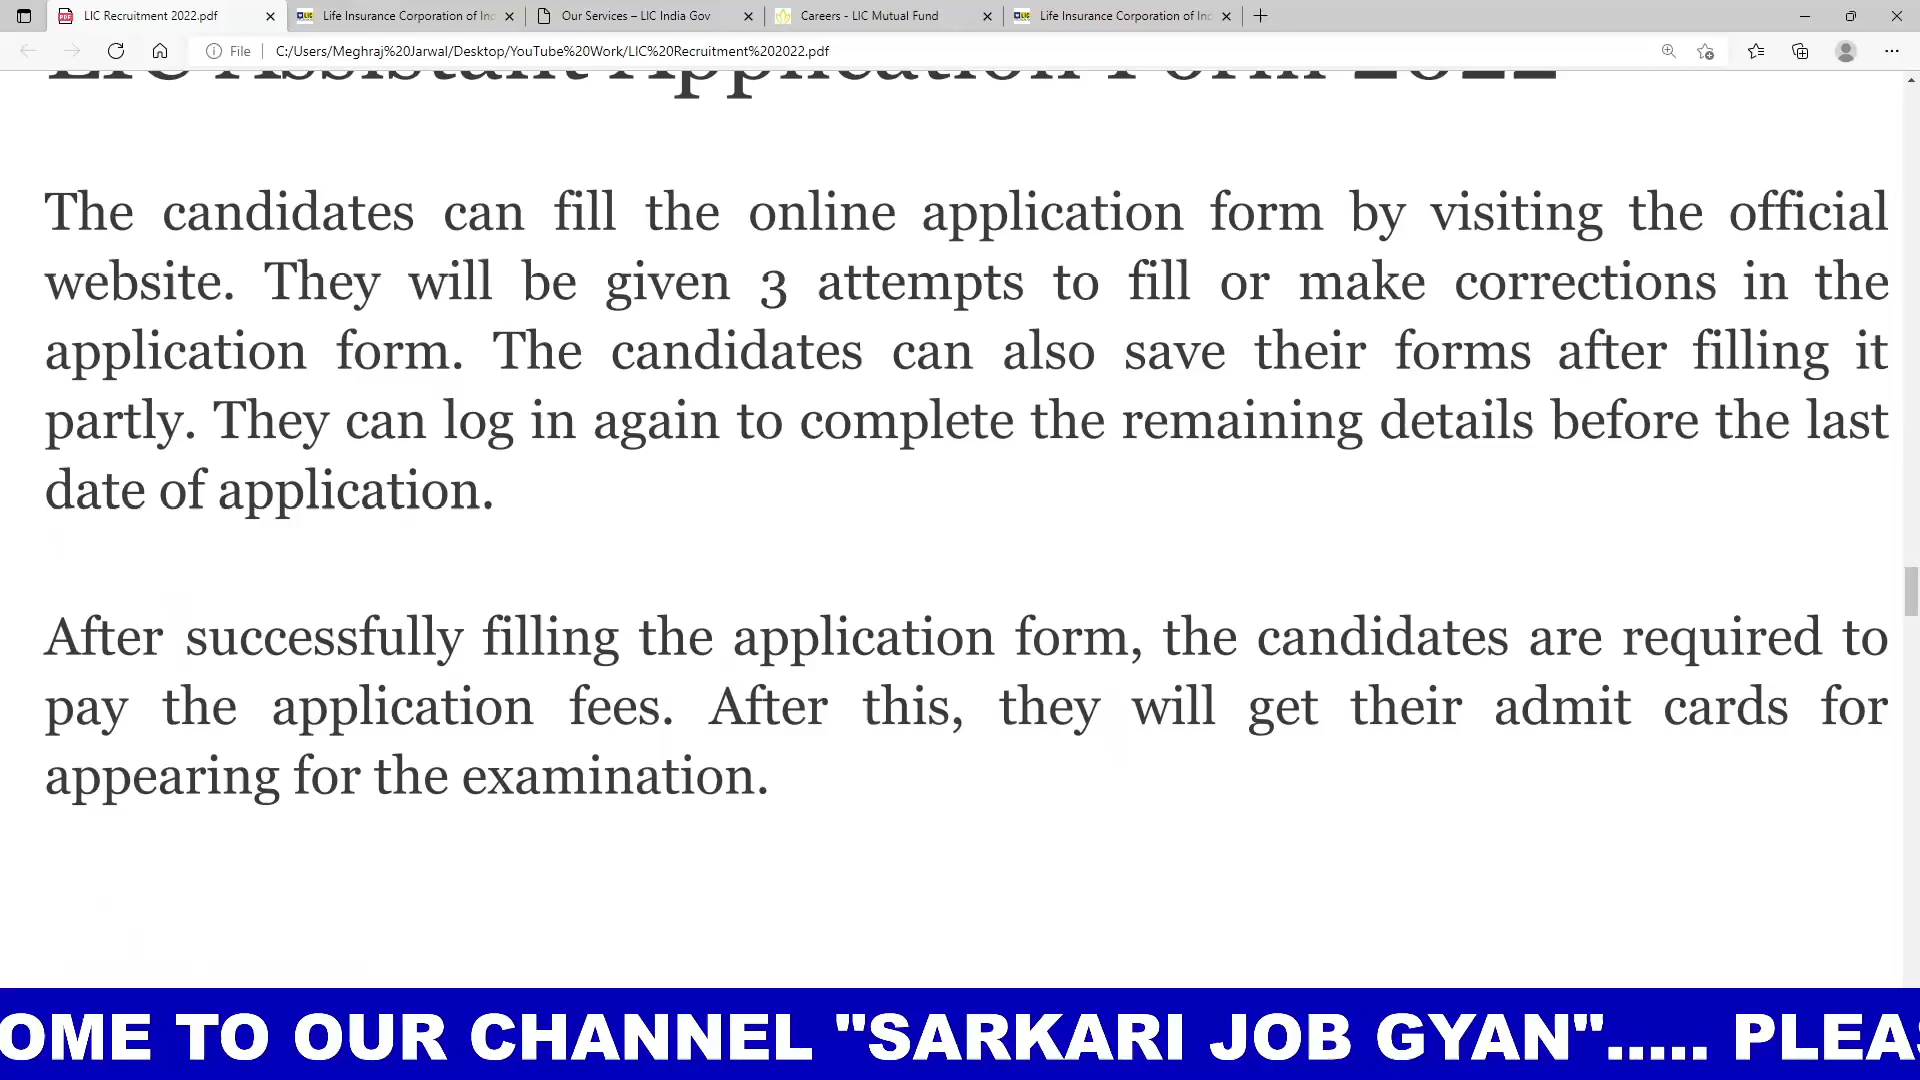 LIC Recruitment 2022.pdf
Life Insurance Corporation of Inc
Our Services – LIC India Gov
Careers - LIC Mutual Fund
Life Insurance Corporation of Inc
File
C:/Users/Meghraj%20Jarwal/Desktop/YouTube%20Work/LIC%20Recruitment%202022.pdf
LIC Assistant Application Form 2022
The candidates can fill the online application form by visiting the official
website. They will be given 3 attempts to fill or make corrections in the
application form. The candidates can also save their forms after filling it
partly. They can log in again to complete the remaining details before the last
date of application.
After successfully filling the application form, the candidates are required to
pay the application fees. After this, they will get their admit cards for
appearing for the examination.
OME TO OUR CHANNEL "SARKARI JOB GYAN"..... PLEAS